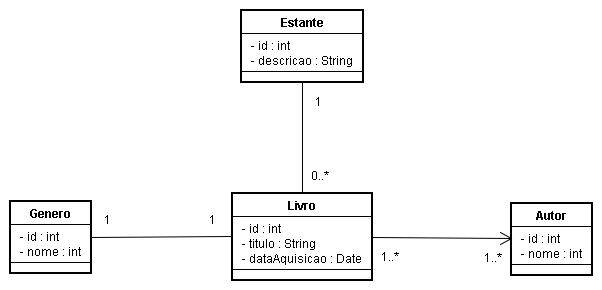 Estante
- id : int
- descricao : String
1
0..*
Genero
- id : int
- nome : int
1
1
Livro
- id : int
- titulo : String
- dataAquisicao : Date
1..*
1..*
Autor
- id : int
- nome : int